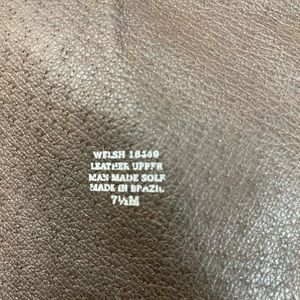 WELSH 18449
LEATHER UPPER
MAN MADE SOLE
MADE IN BRAZIL
7½M